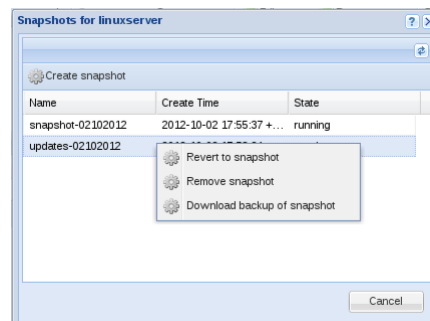 Snapshots for linuxserver
Create snapshot
Name Create Time State
snapshot-02102012 2012-10-02 17:55:37 +... running
updates-02102012
Revert to snapshot
Remove snapshot
Download backup of snapshot
Cancel